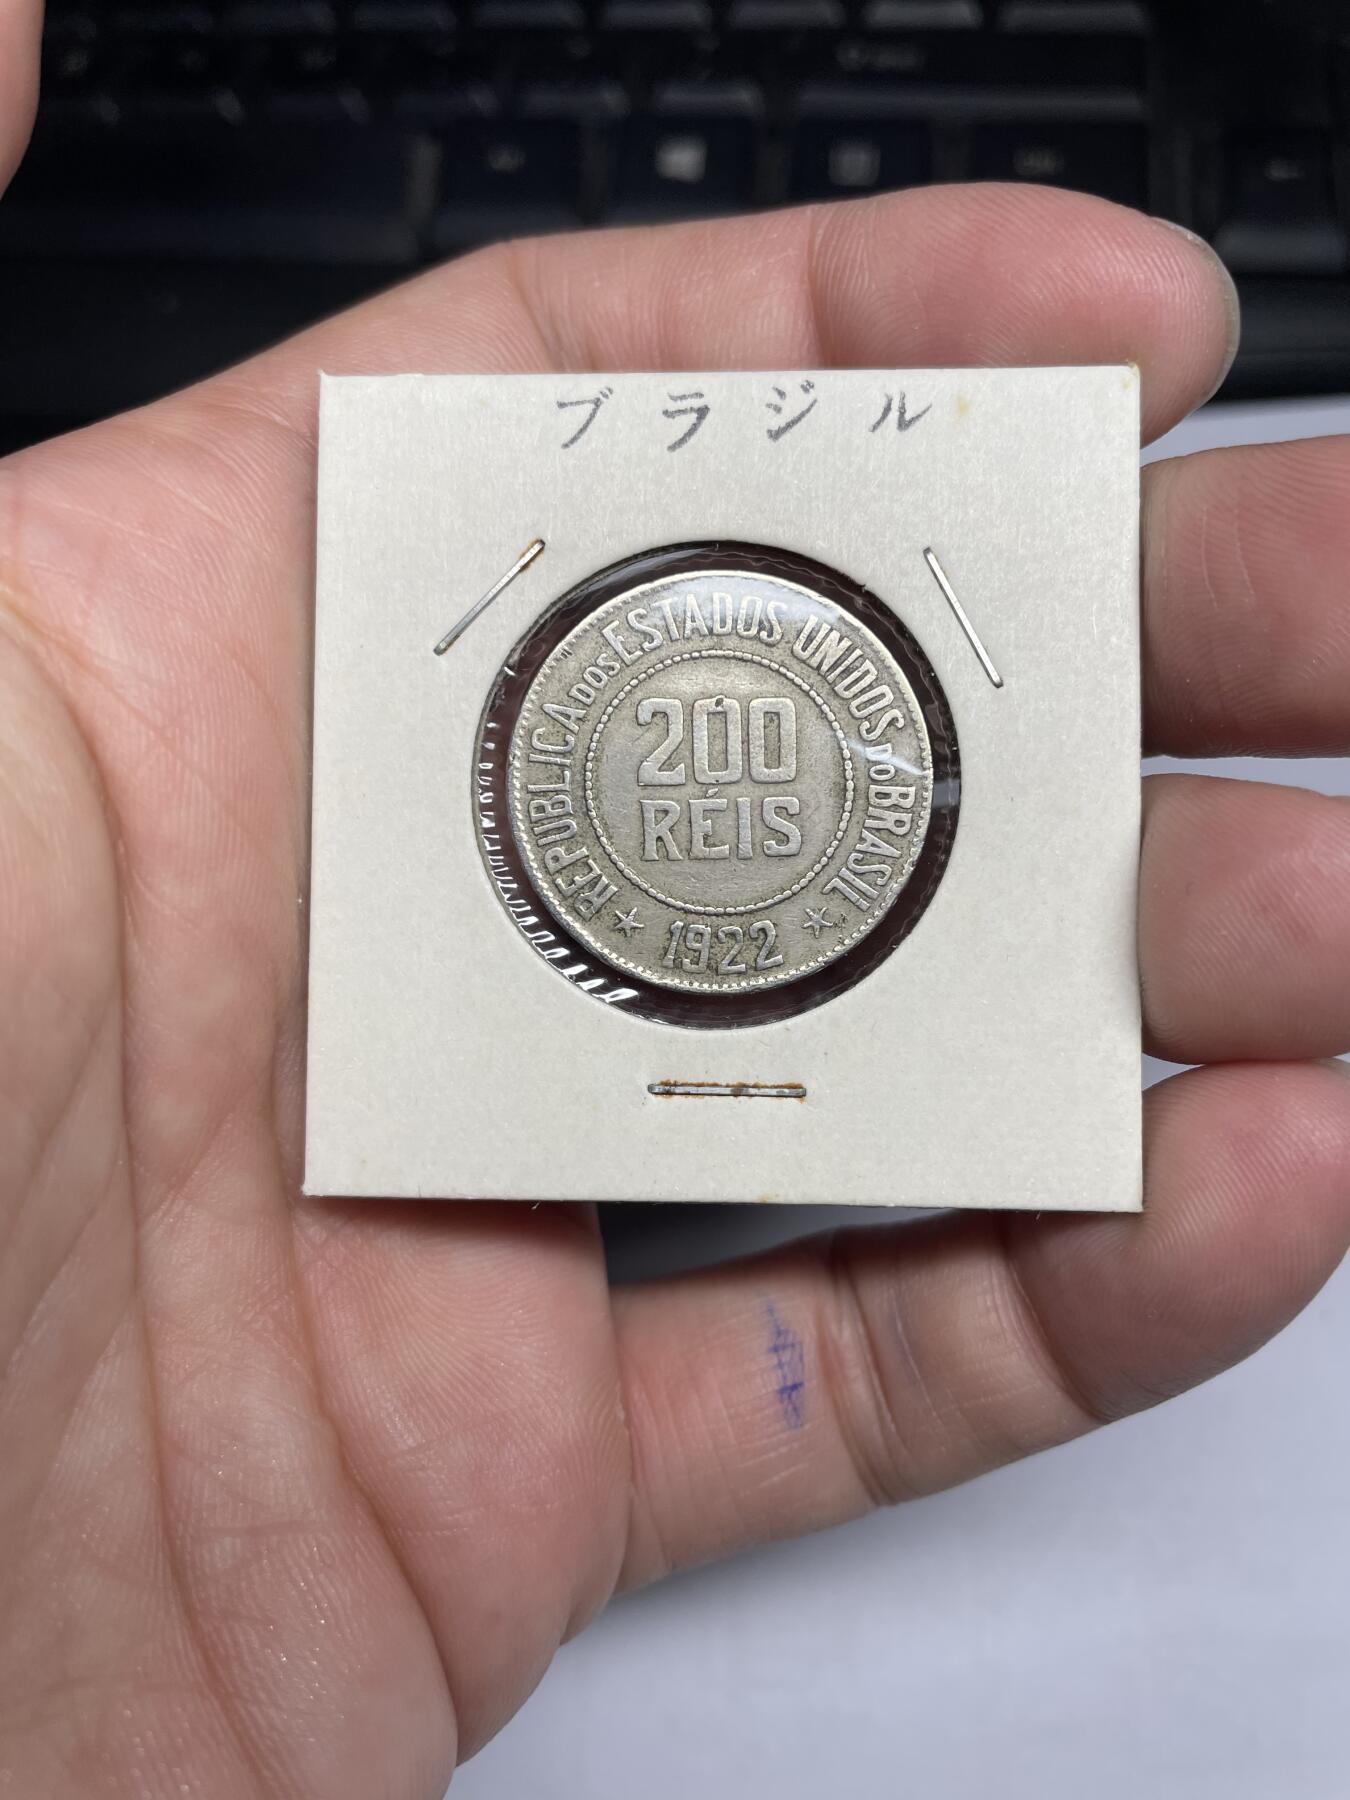 ブラジル
REPUBLICA DOS ESTADOS UNIDOS DO BRASIL
200
RÉIS
★ 1922 ★